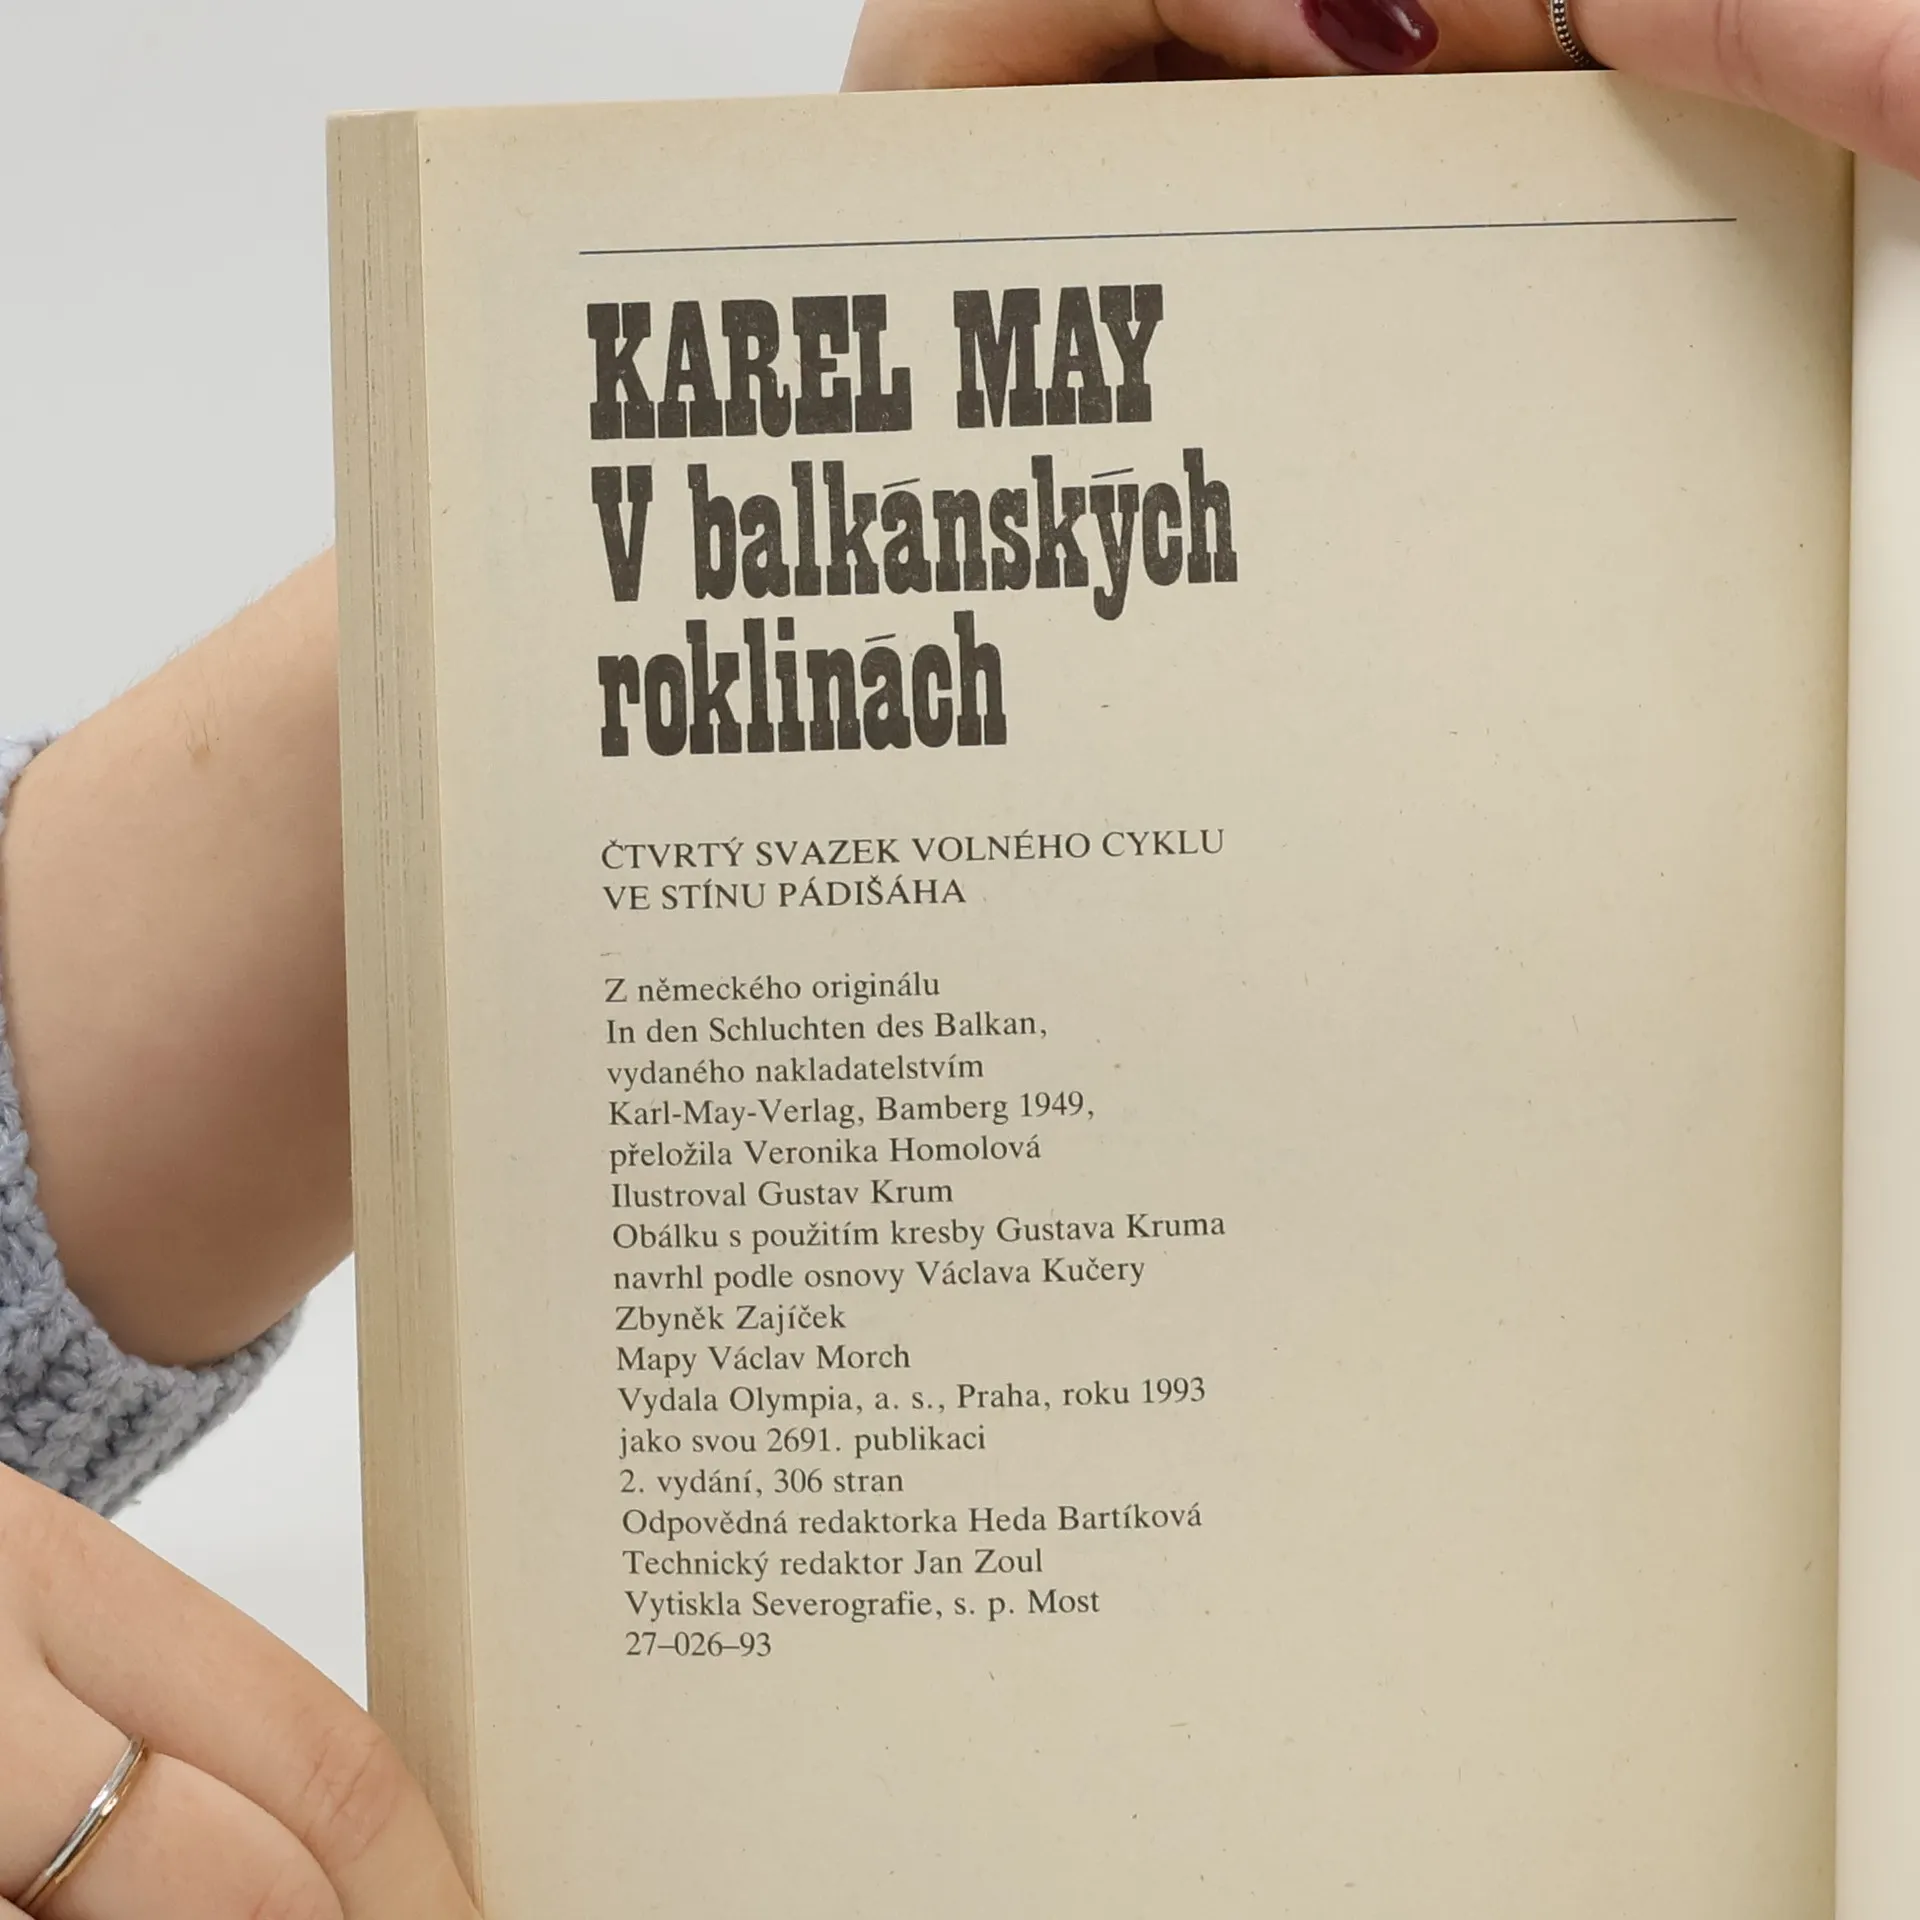 KAREL MAY
V balkánských
roklinách
ČTVRTÝ SVAZEK VOLNÉHO CYKLU
VE STÍNU PÁDIŠÁHA
Z německého originálu
In den Schluchten des Balkan,
vydaného nakladatelstvím
Karl-May-Verlag, Bamberg 1949,
přeložila Veronika Homolová
Ilustroval Gustav Krum
Obálku s použitím kresby Gustava Kruma
navrhl podle osnovy Václava Kučery
Zbyněk Zajíček
Mapy Václav Morch
Vydala Olympia, a. s., Praha, roku 1993
jako svou 2691. publikaci
2. vydání, 306 stran
Odpovědná redaktorka Heda Bartíková
Technický redaktor Jan Zoul
Vytiskla Severografie, s. p. Most
27–026–93